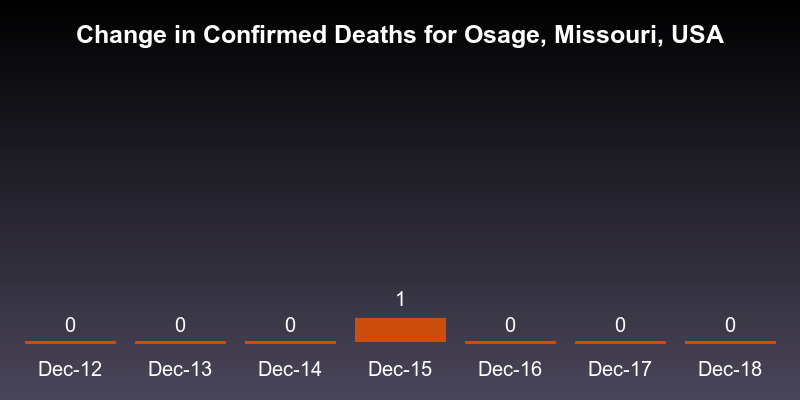 Change in Confirmed Deaths for Osage, Missouri, USA
1
0 0 0 0 0 0
Dec-12 Dec-13 Dec-14 Dec-15 Dec-16 Dec-17 Dec-18